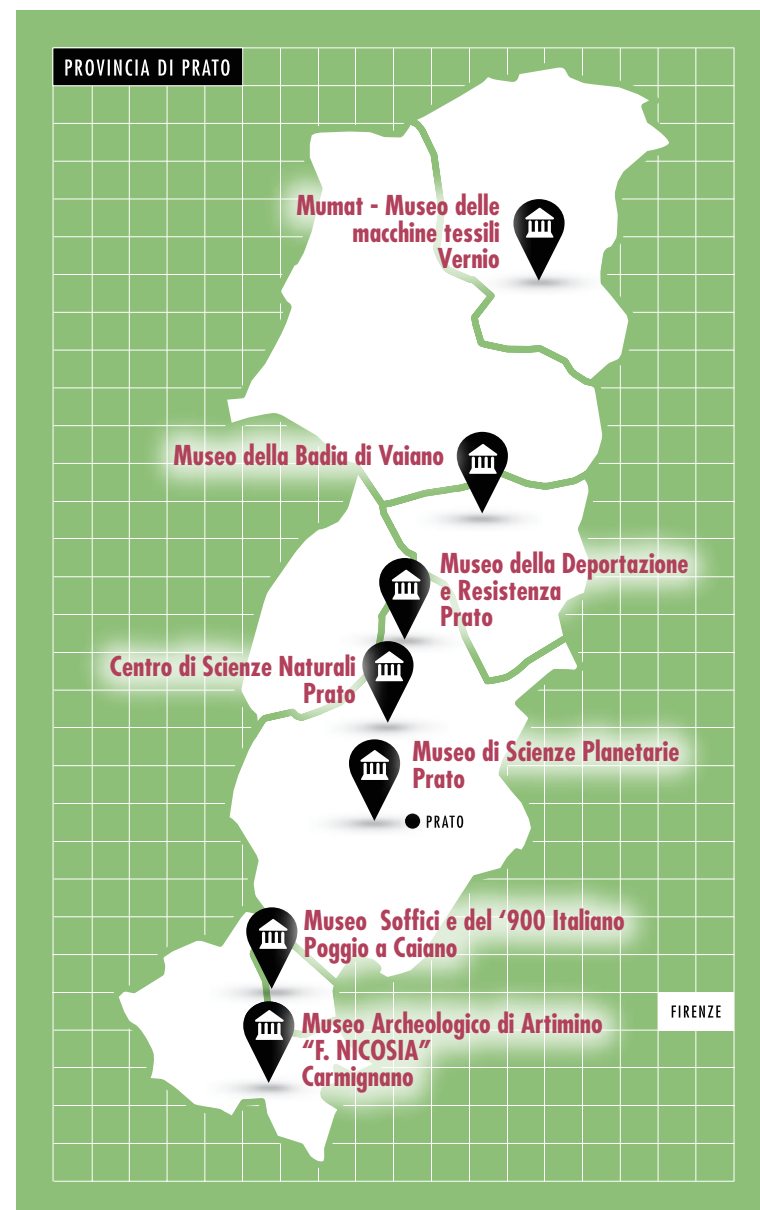 PROVINCIA DI PRATO
Mumat - Museo delle
macchine tessili
Vernio
Museo della Badia di Vaiano
Museo della Deportazione
e Resistenza
Prato
Centro di Scienze Naturali
Prato
Museo di Scienze Planetarie
Prato
PRATO
Museo  Soffici e del ‘900 Italiano
Poggio a Caiano
FIRENZE
Museo Archeologico di Artimino
“F. NICOSIA”
Carmignano